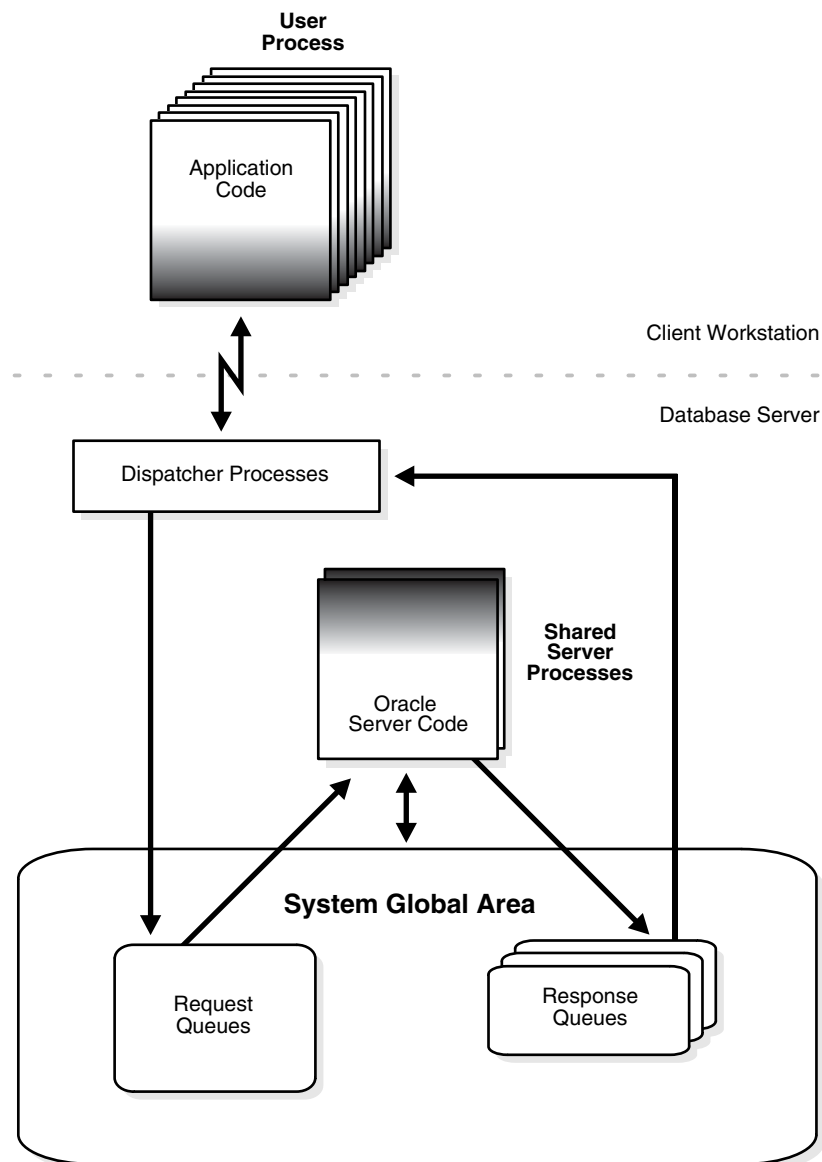 User
Process
Application
Code
Client Workstation
Database Server
Dispatcher Processes
Shared
Server
Processes
Oracle
Server Code
System Global Area
Request
Queues
Response
Queues